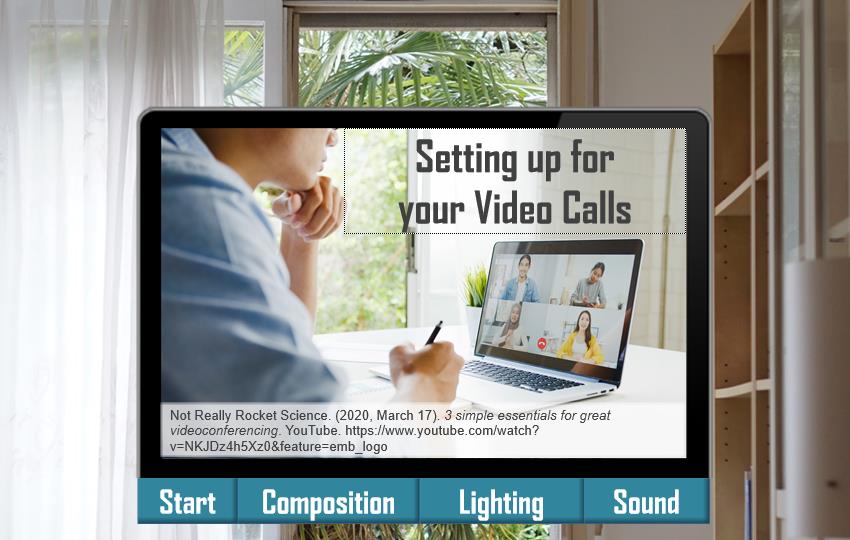 Setting up for
your Video Calls
Not Really Rocket Science. (2020, March 17). 3 simple essentials for great
videoconferencing. YouTube. https://www.youtube.com/watch?
v=NKJDz4h5Xz0&feature=emb_logo
Start
Composition
Lighting
Sound